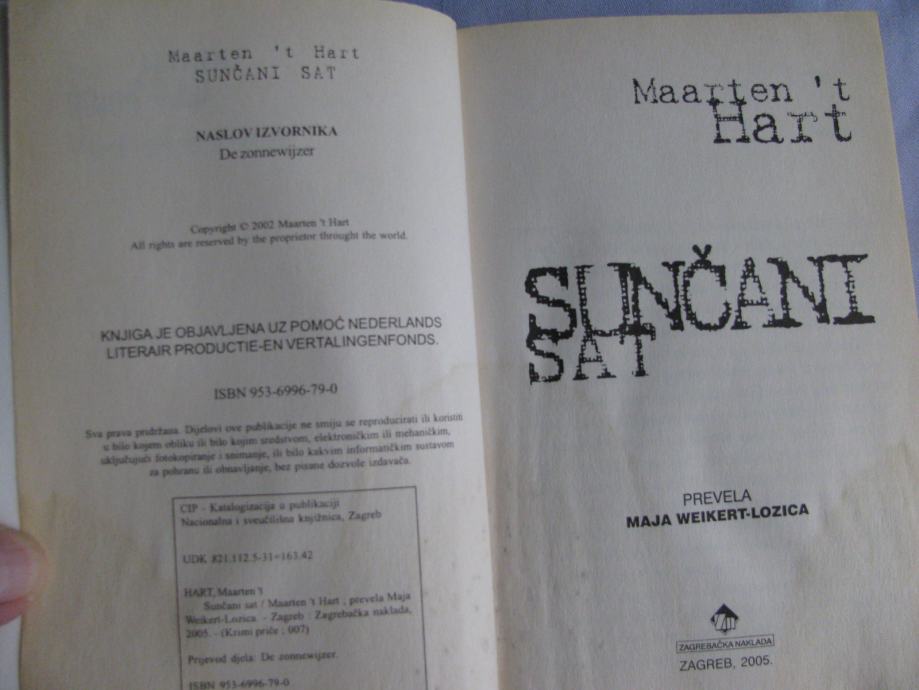 Maarten 't Hart
SUNČANI SAT
NASLOV IZVORNIKA
De zonnewijzer
Copyright © 2002 Maarten 't Hart
All rights are reserved by the proprietor throught the world.
KNJIGA JE OBJAVLJENA UZ POMOĆ NEDERLANDS
LITERAIR PRODUCTIE-EN VERTALINGENFONDS.
ISBN 953-6996-79-0
Sva prava pridržana. Dijelovi ove publikacije ne smiju se reproducirati ili koristiti
u bilo kojem obliku ili bilo kojim sredstvom, elektroničkim ili mehaničkim,
uključujući fotokopiranje i snimanje, ili bilo kakvim informatičkim sustavom
za pohranu ili obnavljanje, bez pisane dozvole izdavača.
CIP - Katalogizacija u publikaciji
Nacionalna i sveučilišna knjižnica, Zagreb
UDK 821.112.5-31=163.42
HART, Maarten 't
Sunčani sat / Maarten 't Hart ; prevela Maja
Weikert-Lozica. - Zagreb : Zagrebačka naklada,
2005. - (Krimi priče ; 007)
Prijevod djela: De zonnewijzer.
ISBN 953-6996-79-0
Maarten 't
Hart
SUNČANI
SAT
PREVELA
MAJA WEIKERT-LOZICA
ZAGREBAČKA NAKLADA
ZAGREB, 2005.